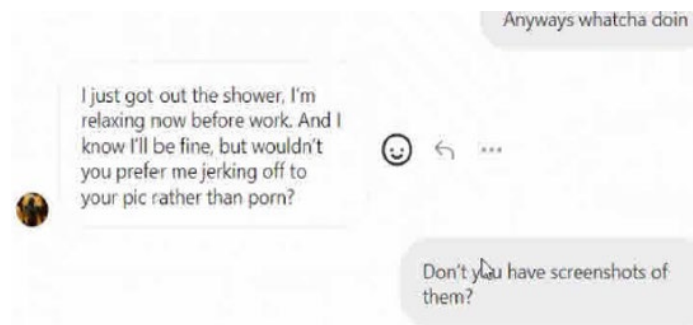 Anyways whatcha doin
I just got out the shower, I'm
relaxing now before work. And I
know I'll be fine, but wouldn't
you prefer me jerking off to
your pic rather than porn?
Don't you have screenshots of
them?